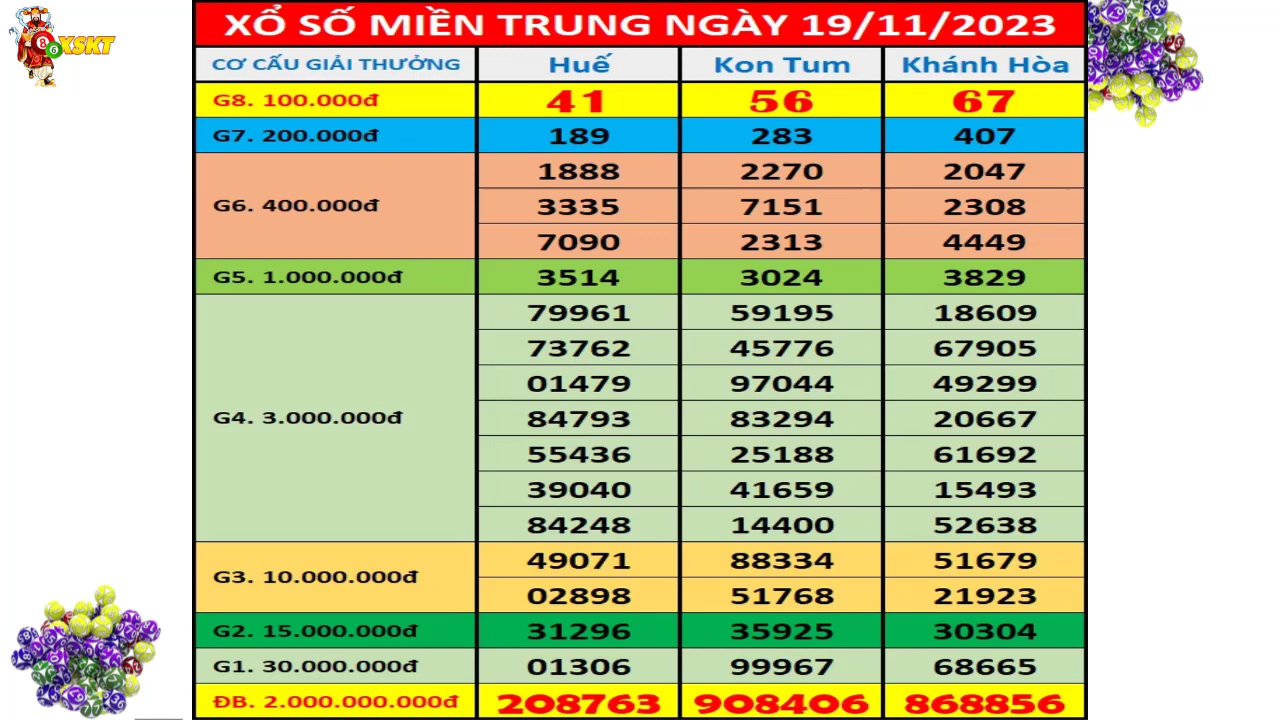 XSKT
XỔ SỐ MIỀN TRUNG NGÀY 19/11/2023
CƠ CẤU GIẢI THƯỞNG Huế Kon Tum Khánh Hòa
G8. 100.000đ 41 56 67
G7. 200.000đ 189 283 407
G6. 400.000đ
1888 2270 2047
3335 7151 2308
7090 2313 4449
G5. 1.000.000đ 3514 3024 3829
G4. 3.000.000đ
79961 59195 18609
73762 45776 67905
01479 97044 49299
84793 83294 20667
55436 25188 61692
39040 41659 15493
84248 14400 52638
G3. 10.000.000đ
49071 88334 51679
02898 51768 21923
G2. 15.000.000đ 31296 35925 30304
G1. 30.000.000đ 01306 99967 68665
ĐB. 2.000.000.000đ 208763 908406 868856